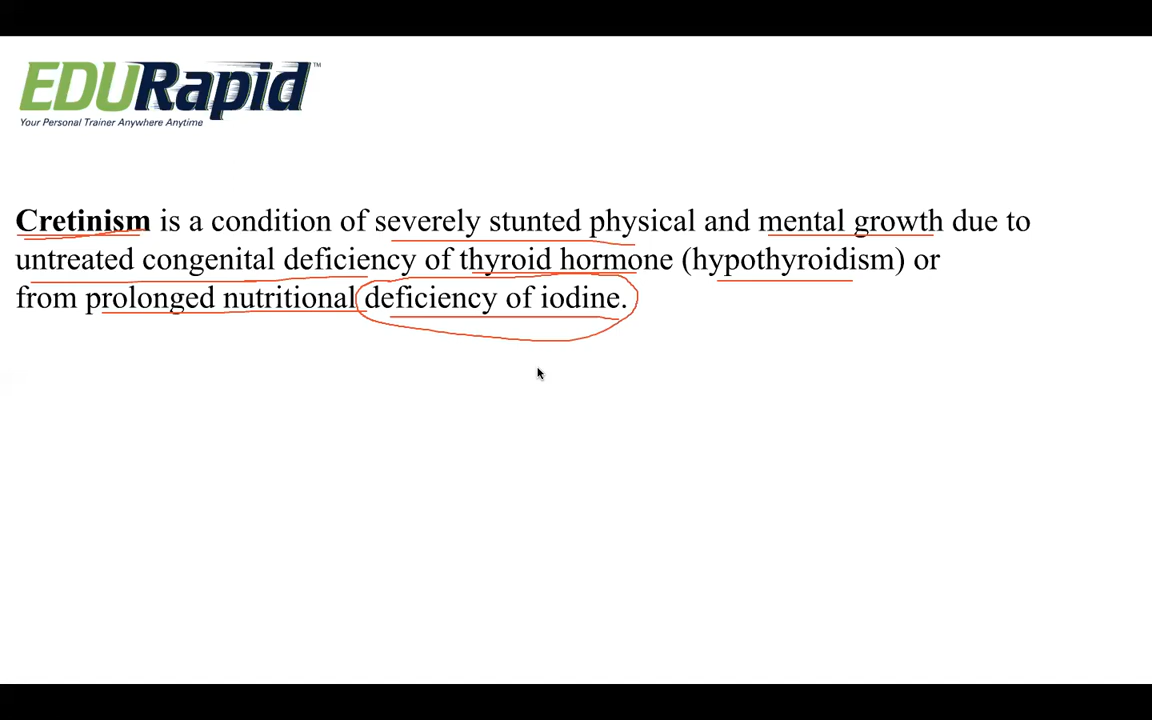 EDURapid™
Your Personal Trainer Anywhere Anytime
Cretinism is a condition of severely stunted physical and mental growth due to
untreated congenital deficiency of thyroid hormone (hypothyroidism) or
from prolonged nutritional deficiency of iodine.